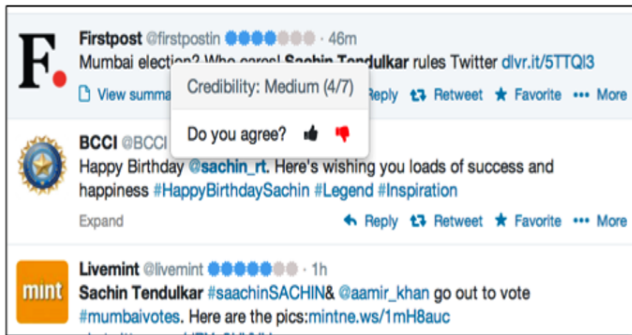 F.
Firstpost @firstpostin · 46m
Mumbai election? Who cares! Sachin Tendulkar rules Twitter dlvr.it/5TTQl3
View summa Reply Retweet Favorite ••• More
Credibility: Medium (4/7)
Do you agree?
BCCI @BCCI
Happy Birthday @sachin_rt. Here's wishing you loads of success and
happiness #HappyBirthdaySachin #Legend #Inspiration
Expand Reply Retweet Favorite ••• More
mint
Livemint @livemint · 1h
Sachin Tendulkar #saachinSACHIN& @aamir_khan go out to vote
#mumbaivotes. Here are the pics:mintne.ws/1mH8auc